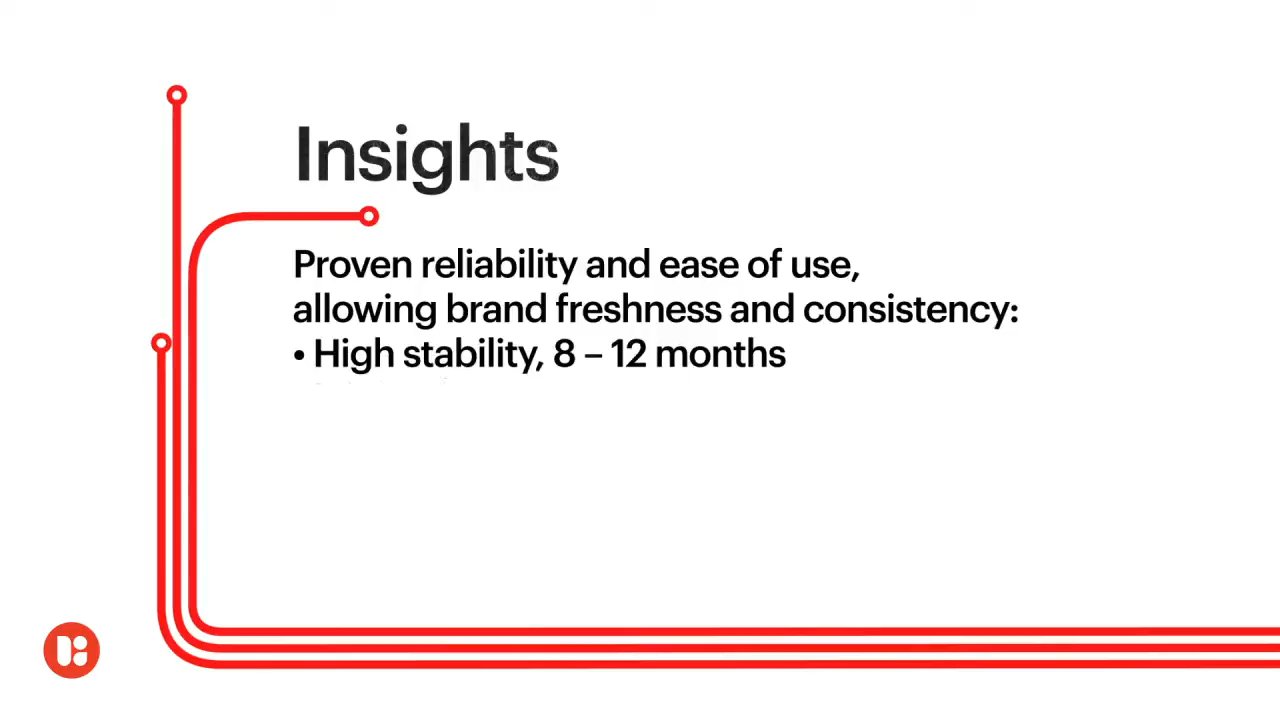 Insights
Proven reliability and ease of use,
allowing brand freshness and consistency:
• High stability, 8 – 12 months